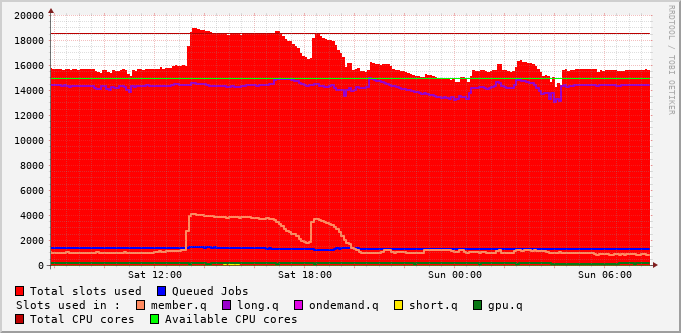 20000
18000
16000
14000
12000
10000
8000
6000
4000
2000
0
Sat 12:00 Sat 18:00 Sun 00:00 Sun 06:00
RRDTOOL / TOBI OETIKER
Total slots used Queued Jobs
Slots used in : member.q long.q ondemand.q short.q gpu.q
Total CPU cores Available CPU cores